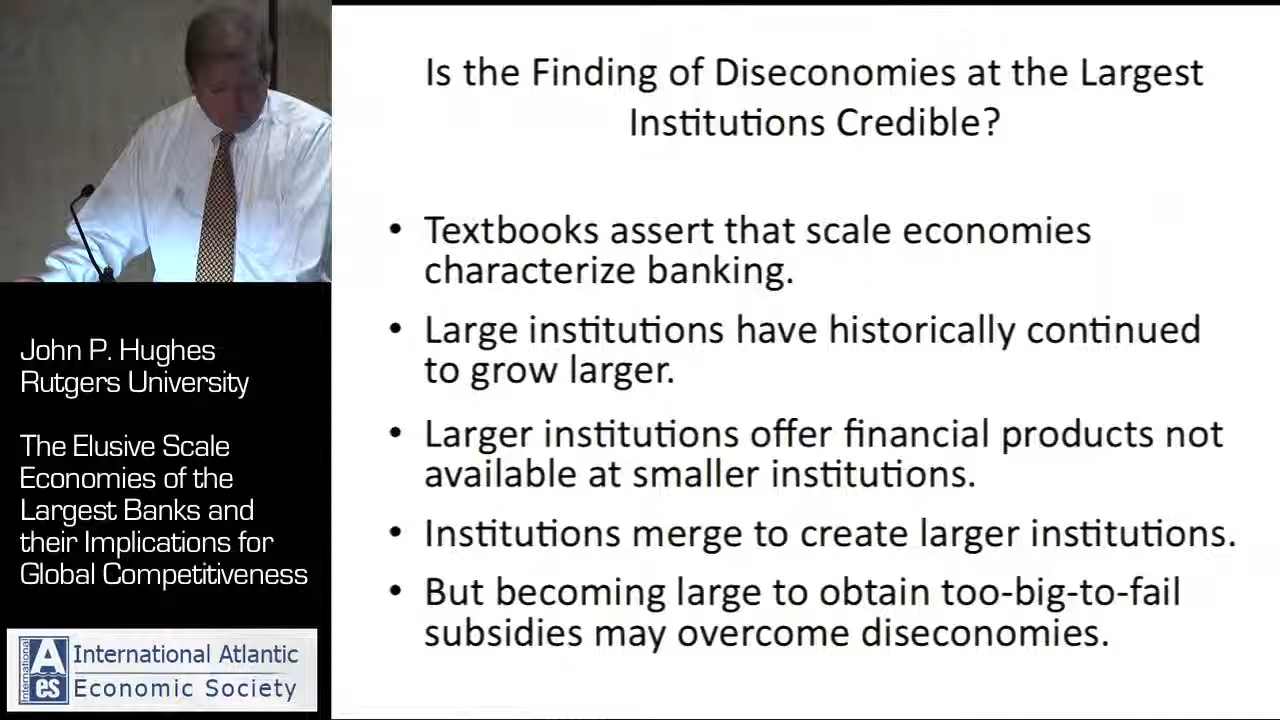 Is the Finding of Diseconomies at the Largest
Institutions Credible?
• Textbooks assert that scale economies
characterize banking.
• Large institutions have historically continued
to grow larger.
• Larger institutions offer financial products not
available at smaller institutions.
• Institutions merge to create larger institutions.
• But becoming large to obtain too-big-to-fail
subsidies may overcome diseconomies.
John P. Hughes
Rutgers University
The Elusive Scale
Economies of the
Largest Banks and
their Implications for
Global Competitiveness
International
A
es
International Atlantic
Economic Society